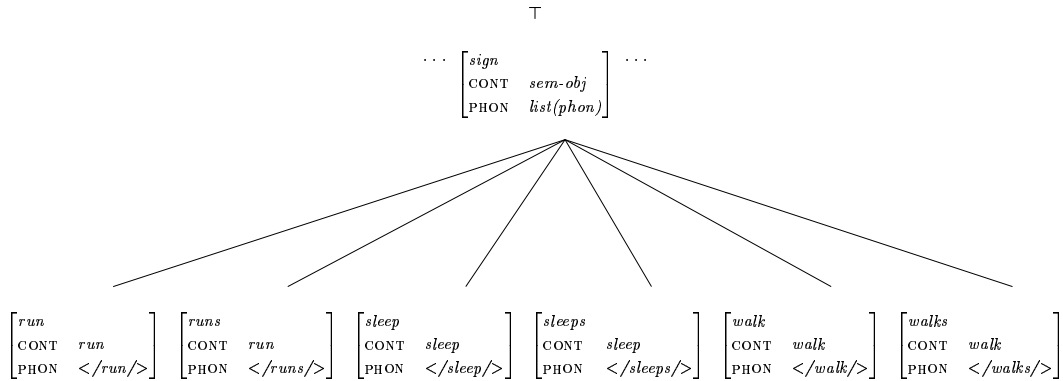 ⊤
· · · sign · · ·
CONT sem-obj
PHON list(phon)
run runs sleep sleeps walk walks
CONT run CONT run CONT sleep CONT sleep CONT walk CONT walk
PHON </run/> PHON </runs/> PHON </sleep/> PHON </sleeps/> PHON </walk/> PHON </walks/>